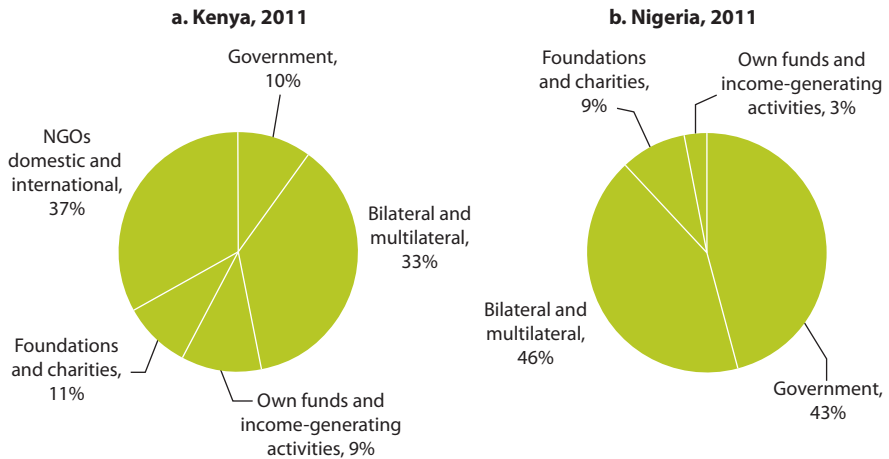 a. Kenya, 2011
Government,
10%
NGOs
domestic and
international,
37%
Bilateral and
multilateral,
33%
Foundations
and charities,
11%
Own funds and
income-generating
activities, 9%
b. Nigeria, 2011
Foundations
and charities,
9%
Own funds and
income-generating
activities, 3%
Bilateral and
multilateral,
46%
Government,
43%